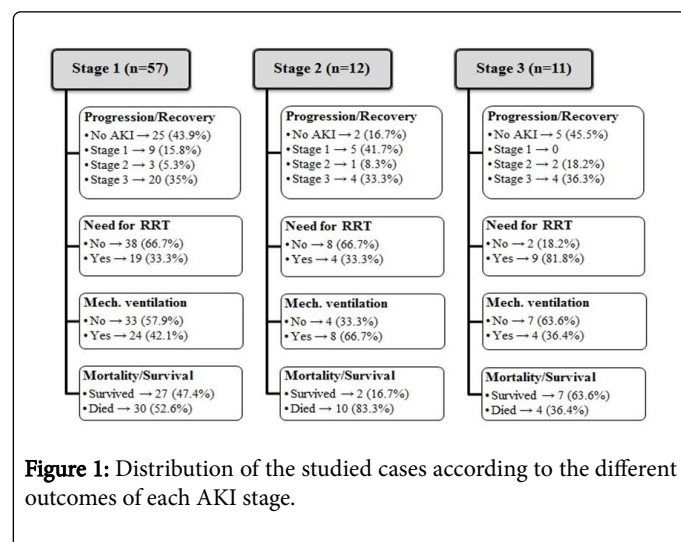 Stage 1 (n=57)
Progression/Recovery
• No AKI → 25 (43.9%)
• Stage 1 → 9 (15.8%)
• Stage 2 → 3 (5.3%)
• Stage 3 → 20 (35%)
Need for RRT
• No → 38 (66.7%)
• Yes → 19 (33.3%)
Mech. ventilation
• No → 33 (57.9%)
• Yes → 24 (42.1%)
Mortality/Survival
• Survived → 27 (47.4%)
• Died → 30 (52.6%)
Stage 2 (n=12)
Progression/Recovery
• No AKI → 2 (16.7%)
• Stage 1 → 5 (41.7%)
• Stage 2 → 1 (8.3%)
• Stage 3 → 4 (33.3%)
Need for RRT
• No → 8 (66.7%)
• Yes → 4 (33.3%)
Mech. ventilation
• No → 4 (33.3%)
• Yes → 8 (66.7%)
Mortality/Survival
• Survived → 2 (16.7%)
• Died → 10 (83.3%)
Stage 3 (n=11)
Progression/Recovery
• No AKI → 5 (45.5%)
• Stage 1 → 0
• Stage 2 → 2 (18.2%)
• Stage 3 → 4 (36.3%)
Need for RRT
• No → 2 (18.2%)
• Yes → 9 (81.8%)
Mech. ventilation
• No → 7 (63.6%)
• Yes → 4 (36.4%)
Mortality/Survival
• Survived → 7 (63.6%)
• Died → 4 (36.4%)
Figure 1: Distribution of the studied cases according to the different
outcomes of each AKI stage.